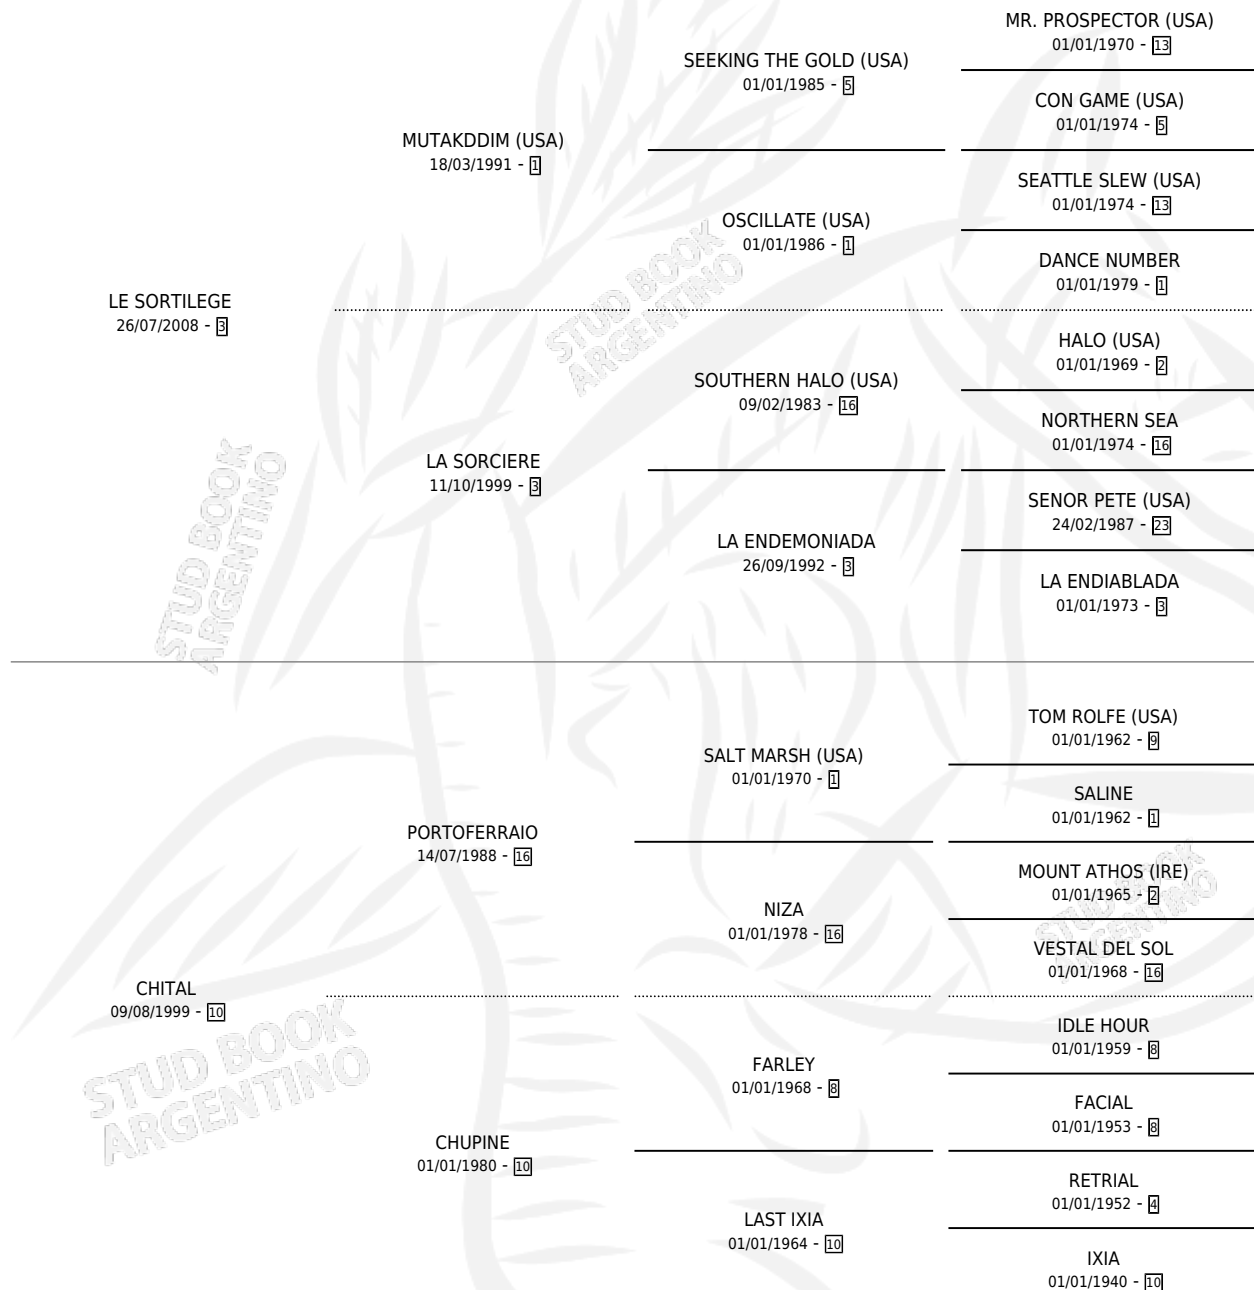 MR. PROSPECTOR (USA)
01/01/1970 - 13
SEEKING THE GOLD (USA)
01/01/1985 - 5
CON GAME (USA)
01/01/1974 - 5
MUTAKDDIM (USA)
18/03/1991 - 1
SEATTLE SLEW (USA)
01/01/1974 - 13
OSCILLATE (USA)
01/01/1986 - 1
DANCE NUMBER
01/01/1979 - 1
LE SORTILEGE
26/07/2008 - 3
HALO (USA)
01/01/1969 - 2
SOUTHERN HALO (USA)
09/02/1983 - 16
NORTHERN SEA
01/01/1974 - 16
LA SORCIERE
11/10/1999 - 3
SENOR PETE (USA)
24/02/1987 - 23
LA ENDEMONIADA
26/09/1992 - 3
LA ENDIABLADA
01/01/1973 - 3
TOM ROLFE (USA)
01/01/1962 - 9
SALT MARSH (USA)
01/01/1970 - 1
SALINE
01/01/1962 - 1
PORTOFERRAIO
14/07/1988 - 16
MOUNT ATHOS (IRE)
01/01/1965 - 2
NIZA
01/01/1978 - 16
VESTAL DEL SOL
01/01/1968 - 16
CHITAL
09/08/1999 - 10
IDLE HOUR
01/01/1959 - 8
FARLEY
01/01/1968 - 8
FACIAL
01/01/1953 - 8
CHUPINE
01/01/1980 - 10
RETRIAL
01/01/1952 - 4
LAST IXIA
01/01/1964 - 10
IXIA
01/01/1940 - 10
STUD BOOK
ARGENTINO
STUD BOOK
ARGENTINO
STUD BOOK
ARGENTINO
STUD BOOK
ARGENTINO